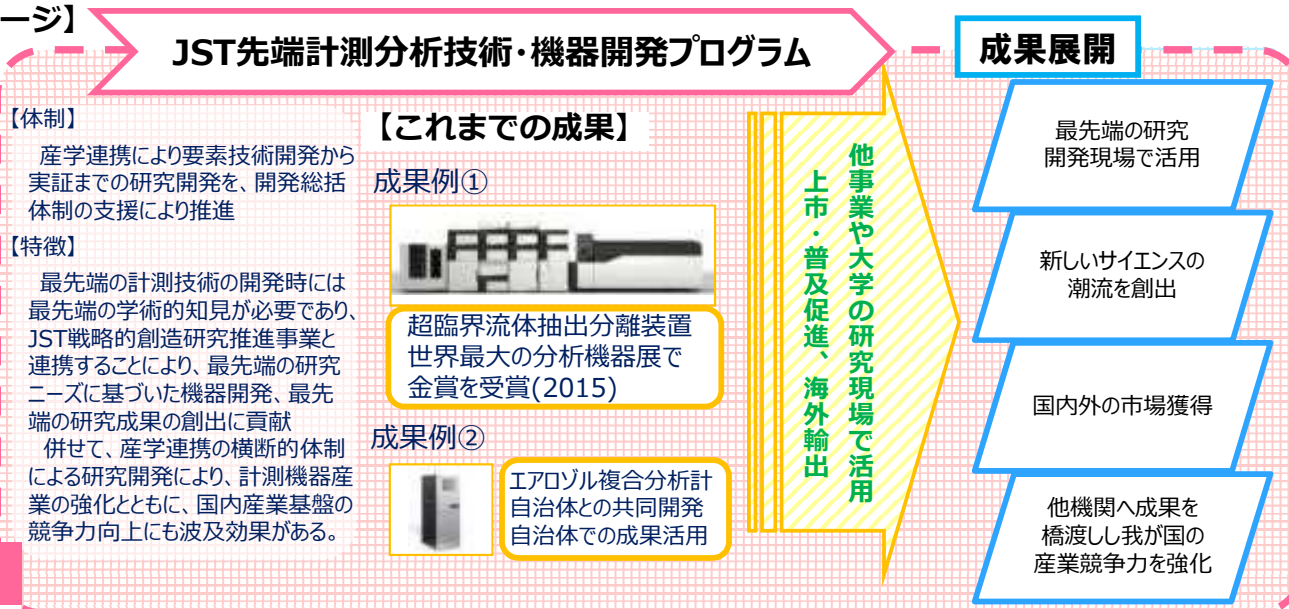 ージ】
JST先端計測分析技術・機器開発プログラム
【体制】
産学連携により要素技術開発から
実証までの研究開発を、開発総括
体制の支援により推進
【特徴】
最先端の計測技術の開発時には
最先端の学術的知見が必要であり、
JST戦略的創造研究推進事業と
連携することにより、最先端の研究
ニーズに基づいた機器開発、最先
端の研究成果の創出に貢献
併せて、産学連携の横断的体制
による研究開発により、計測機器産
業の強化とともに、国内産業基盤の
競争力向上にも波及効果がある。
【これまでの成果】
成果例①
超臨界流体抽出分離装置
世界最大の分析機器展で
金賞を受賞(2015)
成果例②
エアロゾル複合分析計
自治体との共同開発
自治体での成果活用
他事業や大学の研究現場で活用
上市・普及促進、海外輸出
成果展開
最先端の研究
開発現場で活用
新しいサイエンスの
潮流を創出
国内外の市場獲得
他機関へ成果を
橋渡しし我が国の
産業競争力を強化